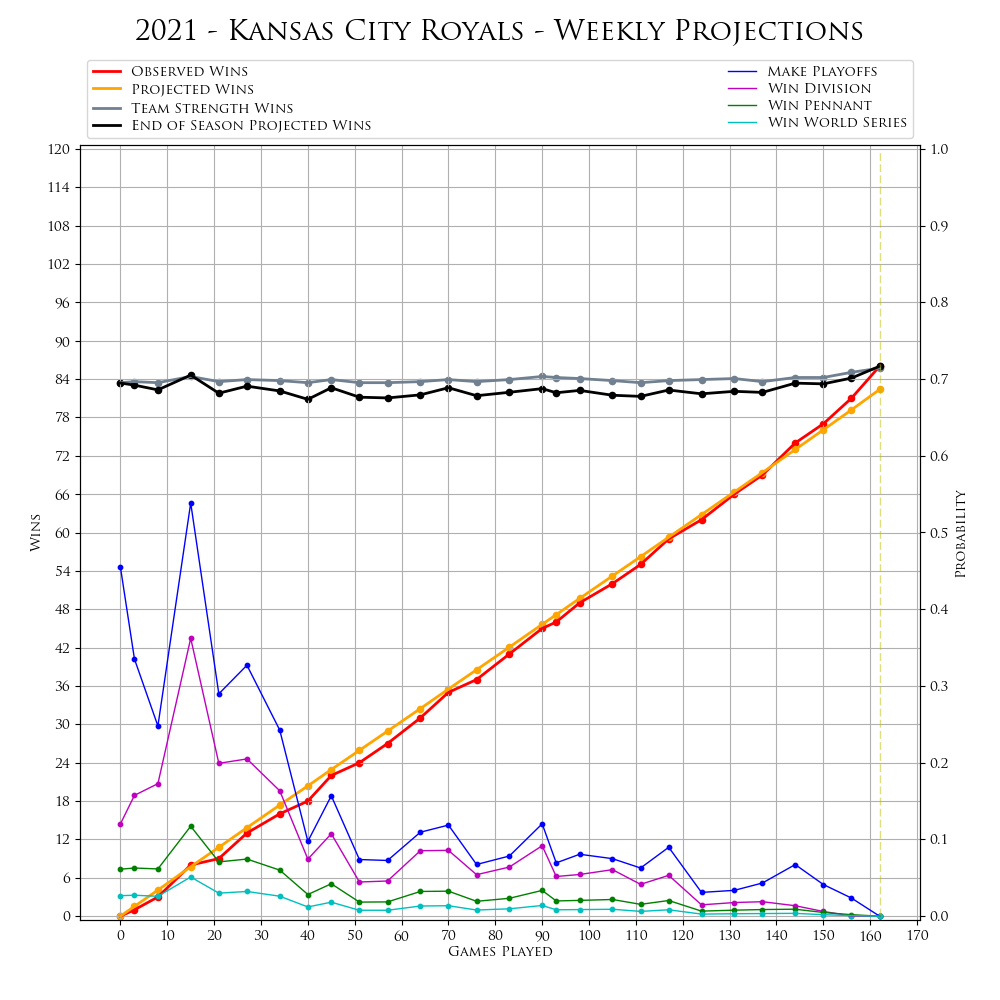 2021 - Kansas City Royals - Weekly Projections
Observed Wins
Projected Wins
Team Strength Wins
End of Season Projected Wins
Make Playoffs
Win Division
Win Pennant
Win World Series
120
114
108
102
96
90
84
78
72
66
60
54
48
42
36
30
24
18
12
6
0
Wins
1.0
0.9
0.8
0.7
0.6
0.5
0.4
0.3
0.2
0.1
0.0
Probability
0 10 20 30 40 50 60 70 80 90 100 110 120 130 140 150 160 170
Games Played